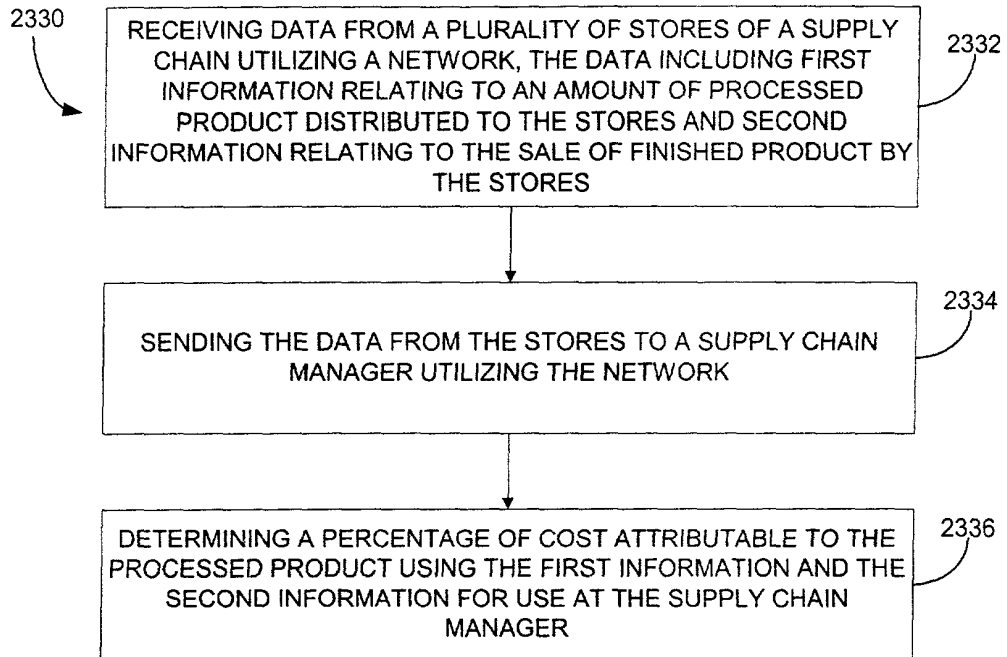 2330
RECEIVING DATA FROM A PLURALITY OF STORES OF A SUPPLY
CHAIN UTILIZING A NETWORK, THE DATA INCLUDING FIRST
INFORMATION RELATING TO AN AMOUNT OF PROCESSED
PRODUCT DISTRIBUTED TO THE STORES AND SECOND
INFORMATION RELATING TO THE SALE OF FINISHED PRODUCT BY
THE STORES
2332
SENDING THE DATA FROM THE STORES TO A SUPPLY CHAIN
MANAGER UTILIZING THE NETWORK
2334
DETERMINING A PERCENTAGE OF COST ATTRIBUTABLE TO THE
PROCESSED PRODUCT USING THE FIRST INFORMATION AND THE
SECOND INFORMATION FOR USE AT THE SUPPLY CHAIN
MANAGER
2336